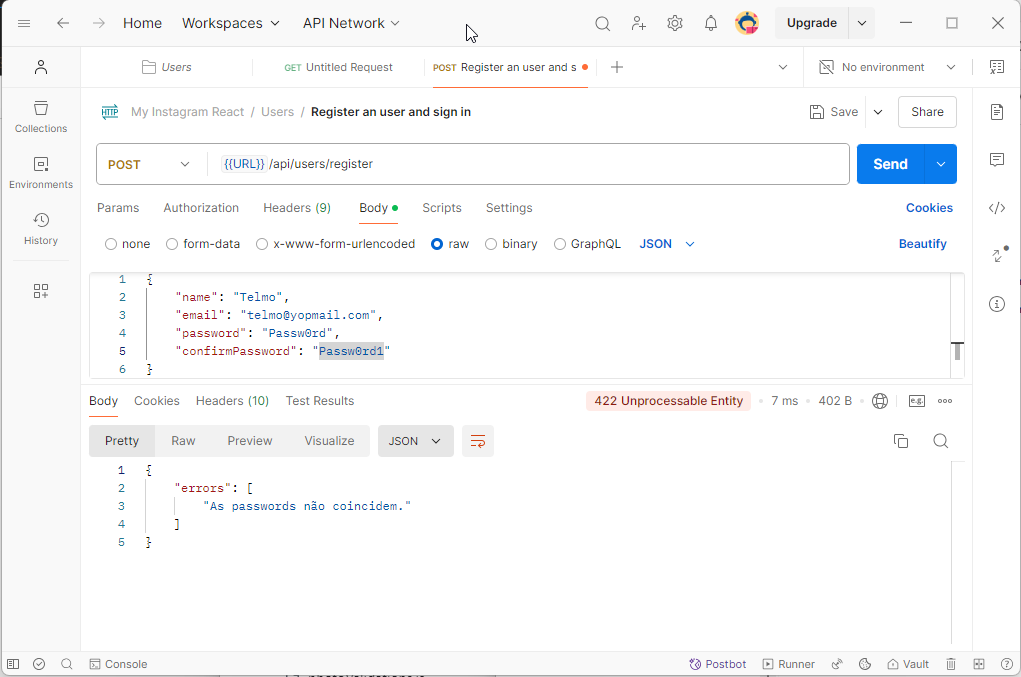 Home Workspaces API Network Upgrade
Users GET Untitled Request POST Register an user and s No environment
HTTP My Instagram React / Users / Register an user and sign in Save Share
Collections
Environments
History
POST {{URL}} /api/users/register Send
Params Authorization Headers (9) Body Scripts Settings Cookies
none form-data x-www-form-urlencoded raw binary GraphQL JSON Beautify
1 {
2 "name": "Telmo",
3 "email": "telmo@yopmail.com",
4 "password": "Passw0rd",
5 "confirmPassword": "Passw0rd1"
6 }
Body Cookies Headers (10) Test Results 422 Unprocessable Entity 7 ms 402 B e.g.
Pretty Raw Preview Visualize JSON
1 {
2 "errors": [
3 "As passwords não coincidem."
4 ]
5 }
Console Postbot Runner Vault